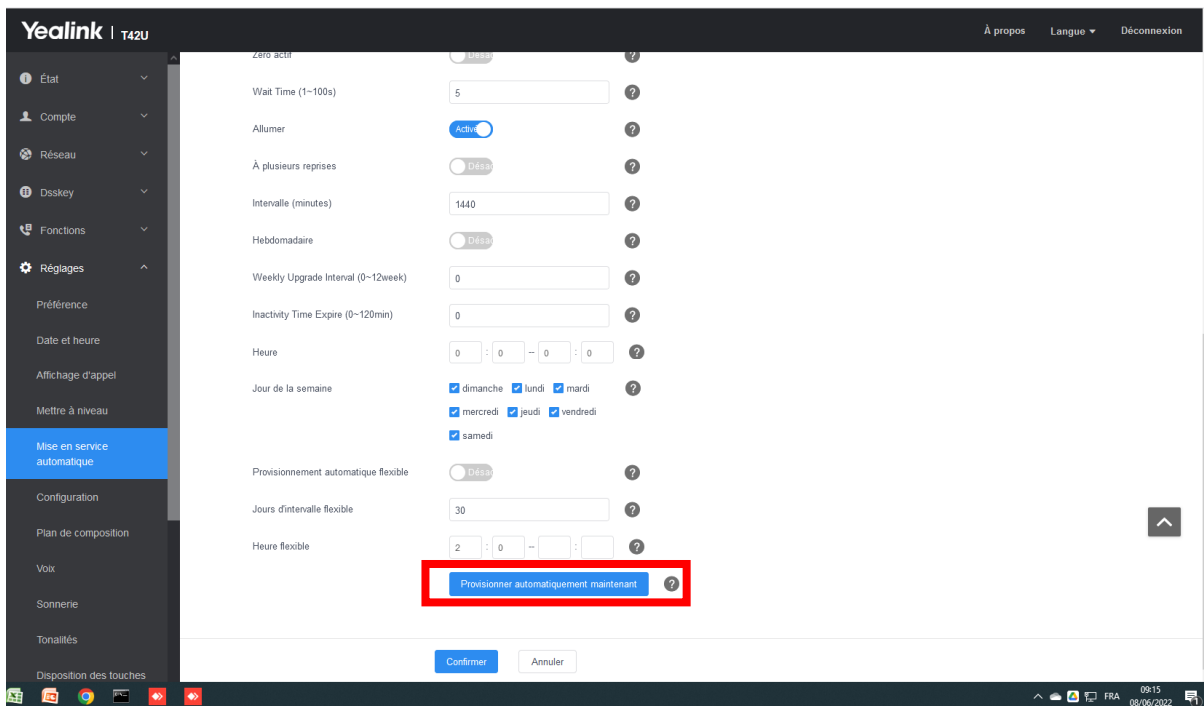 Yealink | T42U
À propos Langue Déconnexion
État
Compte
Réseau
Dsskey
Fonctions
Réglages
Préférence
Date et heure
Affichage d'appel
Mettre à niveau
Mise en service
automatique
Configuration
Plan de composition
Voix
Sonnerie
Tonalités
Disposition des touches
Zéro actif Désac ?
Wait Time (1~100s) 5 ?
Allumer Activé ?
À plusieurs reprises Désac ?
Intervalle (minutes) 1440 ?
Hebdomadaire Désac ?
Weekly Upgrade Interval (0~12week) 0 ?
Inactivity Time Expire (0~120min) 0 ?
Heure 0 : 0 -- 0 : 0 ?
Jour de la semaine dimanche lundi mardi ?
mercredi jeudi vendredi
samedi
Provisionnement automatique flexible Désac ?
Jours d'intervalle flexible 30 ?
Heure flexible 2 : 0 -- : ?
Provisionner automatiquement maintenant ?
Confirmer Annuler
FRA 09:15
08/06/2022 1